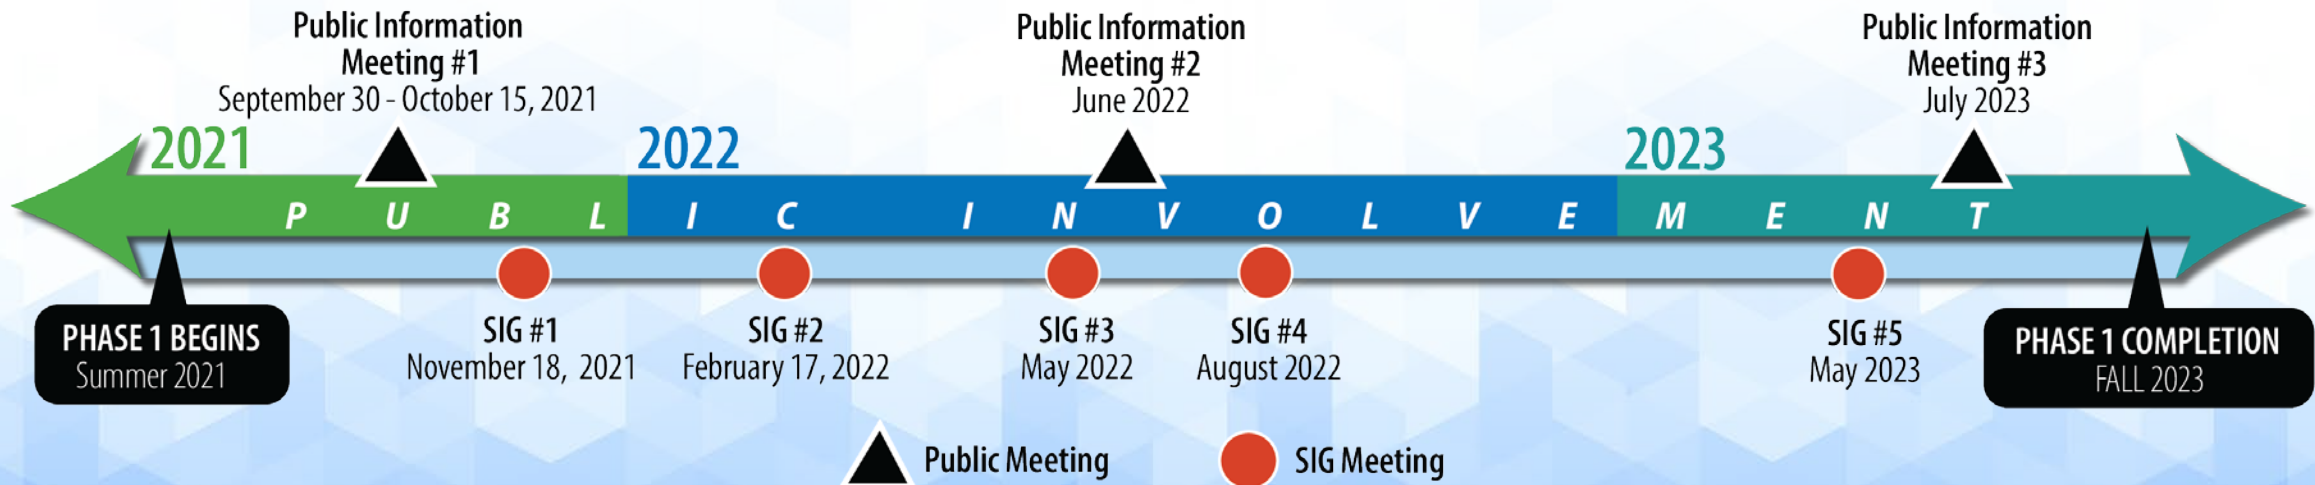 Public Information
Meeting #1
September 30 - October 15, 2021
Public Information
Meeting #2
June 2022
Public Information
Meeting #3
July 2023
2021
2022
2023
PUBLIC INVOLVEMENT
PHASE 1 BEGINS
Summer 2021
SIG #1
November 18, 2021
SIG #2
February 17, 2022
SIG #3
May 2022
SIG #4
August 2022
SIG #5
May 2023
PHASE 1 COMPLETION
FALL 2023
Public Meeting
SIG Meeting